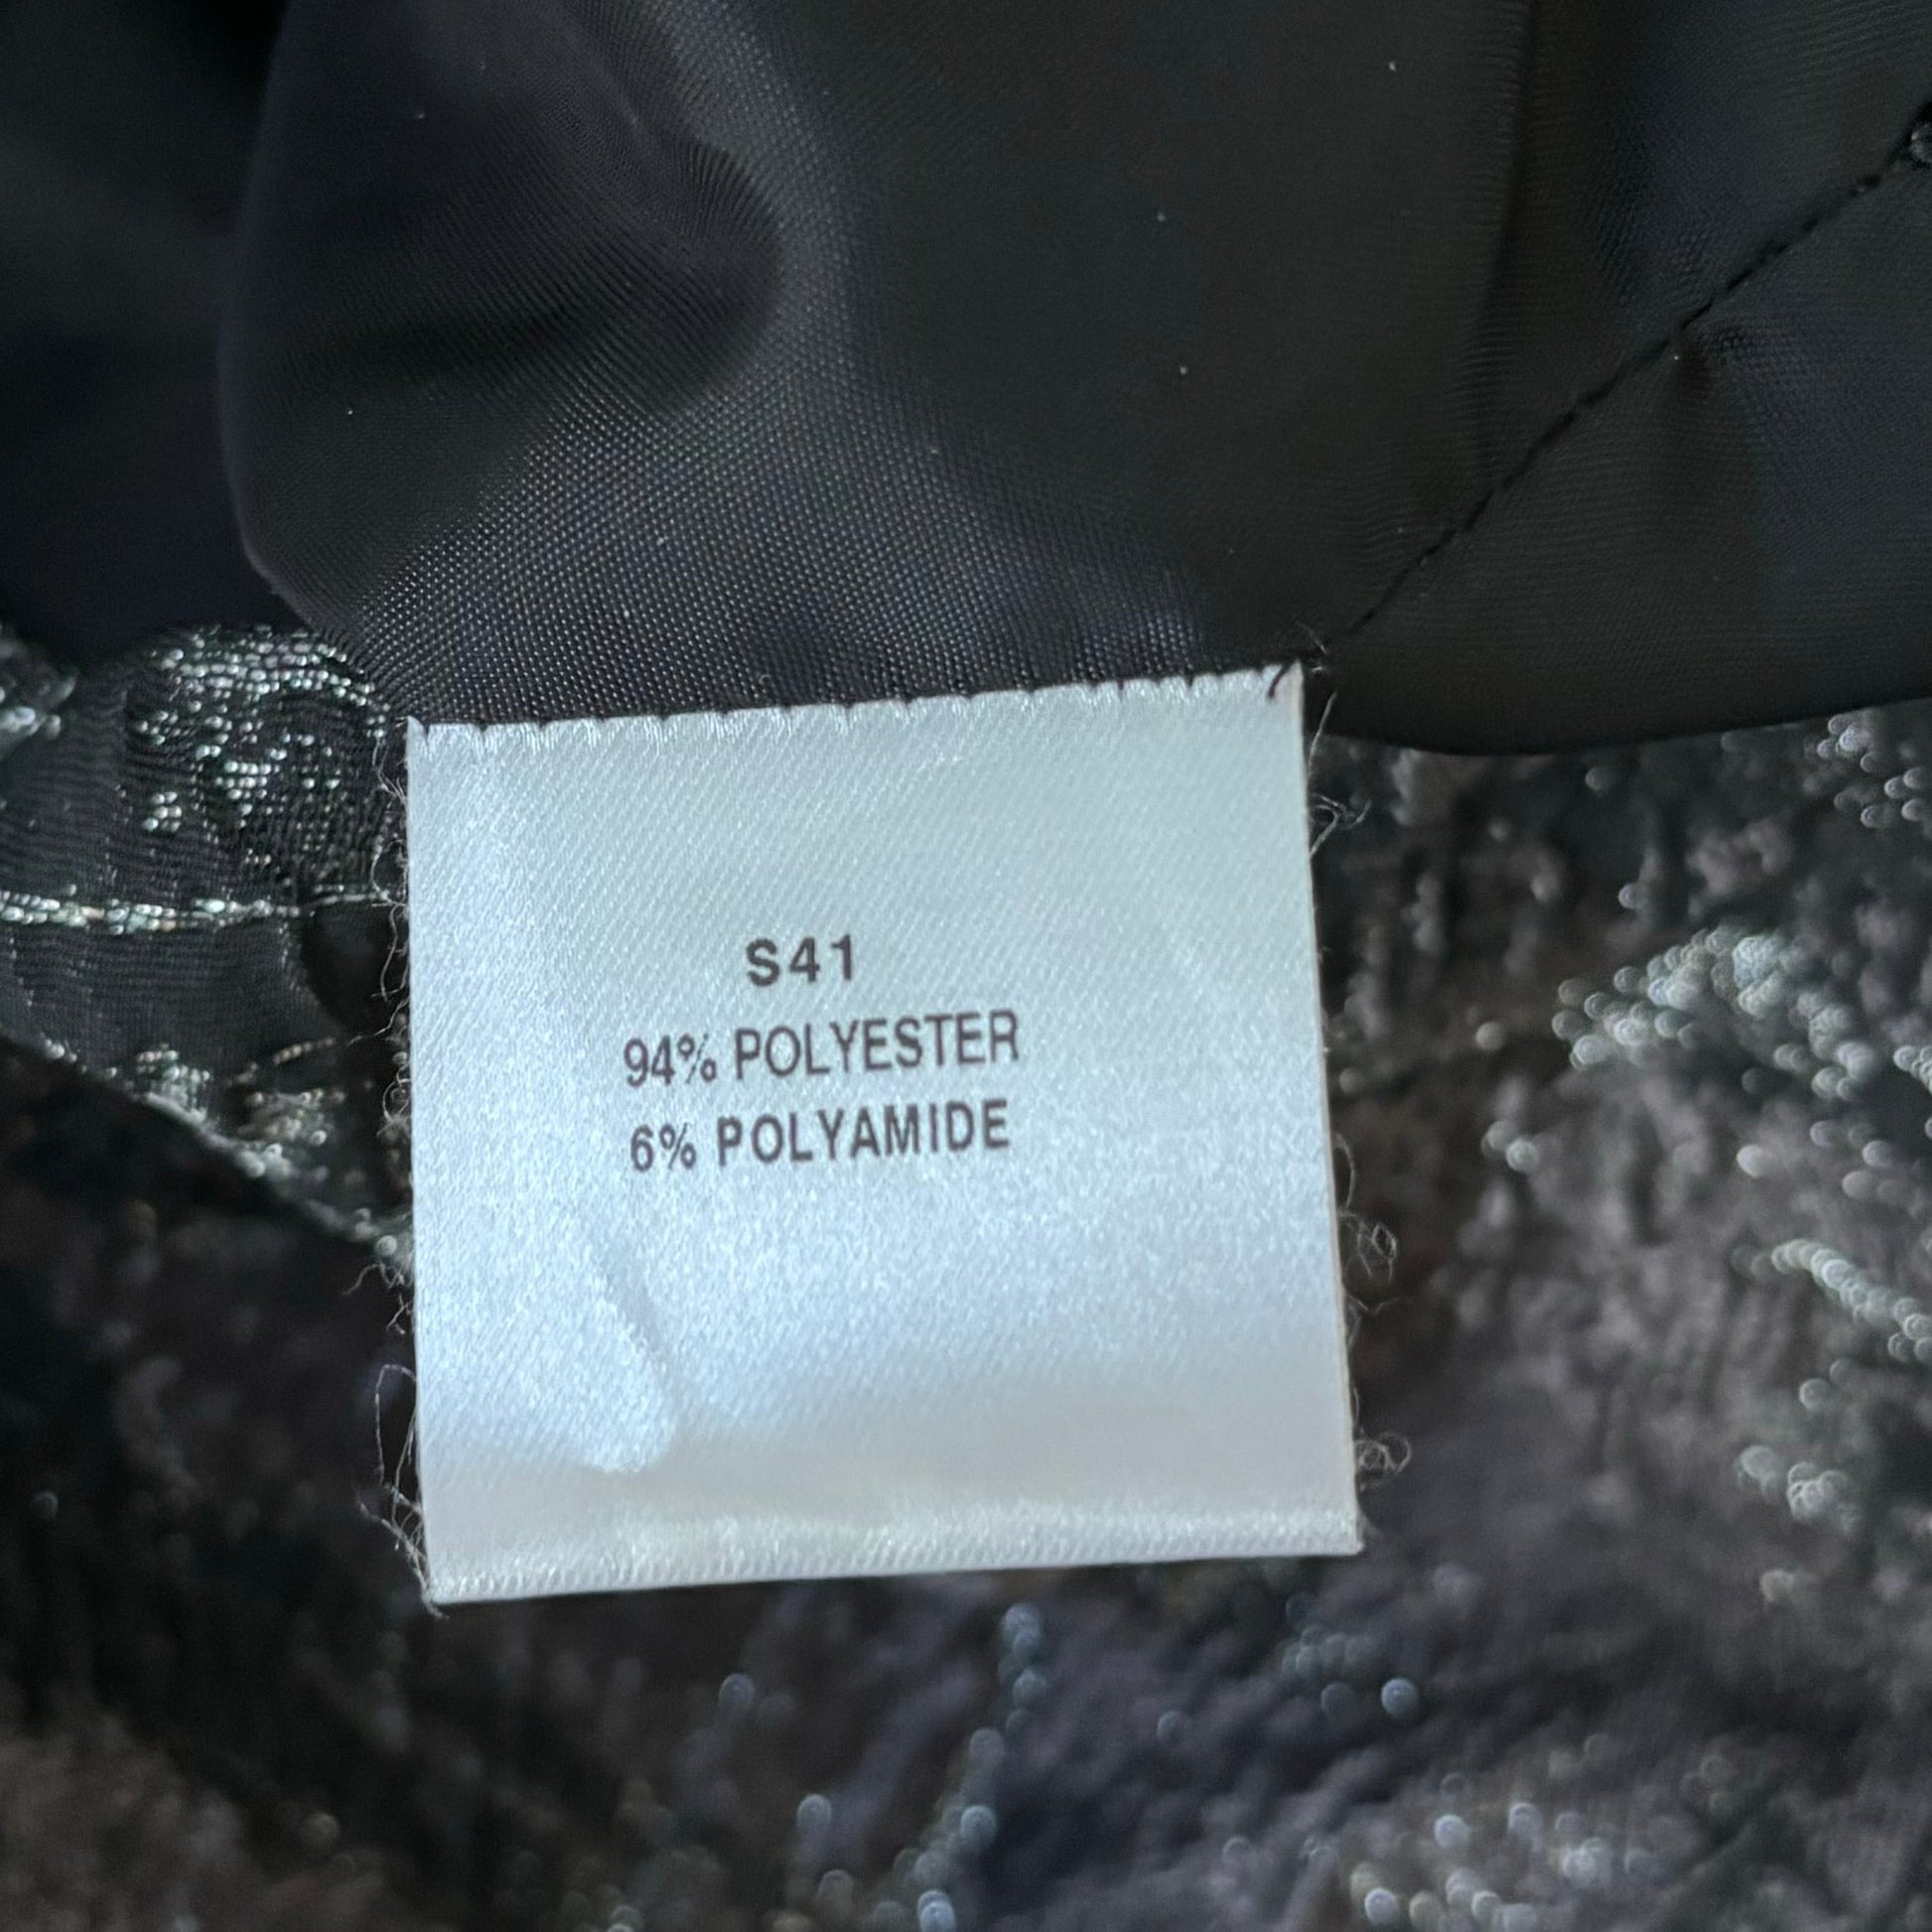 S41
94% POLYESTER
6% POLYAMIDE